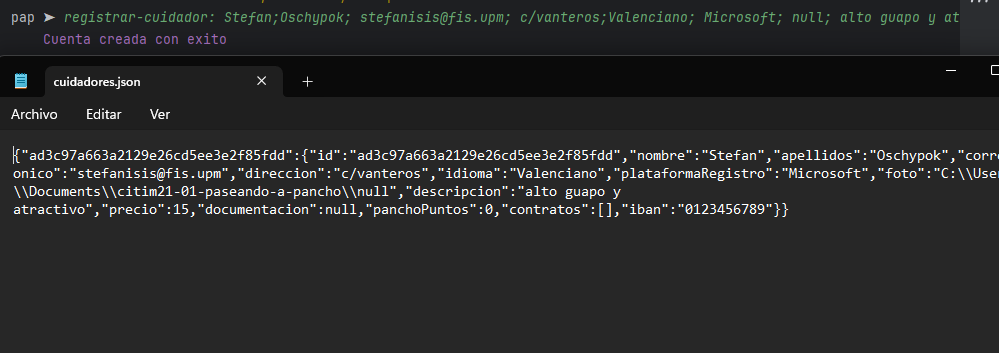 pap ➤ registrar-cuidador: Stefan;Oschypok; stefanisis@fis.upm; c/vanteros;Valenciano; Microsoft; null; alto guapo y at
Cuenta creada con exito
cuidadores.json
Archivo Editar Ver
{"ad3c97a663a2129e26cd5ee3e2f85fdd":{"id":"ad3c97a663a2129e26cd5ee3e2f85fdd","nombre":"Stefan","apellidos":"Oschypok","corre
onico":"stefanisis@fis.upm","direccion":"c/vanteros","idioma":"Valenciano","plataformaRegistro":"Microsoft","foto":"C:\\User
\\Documents\\citim21-01-paseando-a-pancho\\null","descripcion":"alto guapo y
atractivo","precio":15,"documentacion":null,"panchoPuntos":0,"contratos":[],"iban":"0123456789"}}